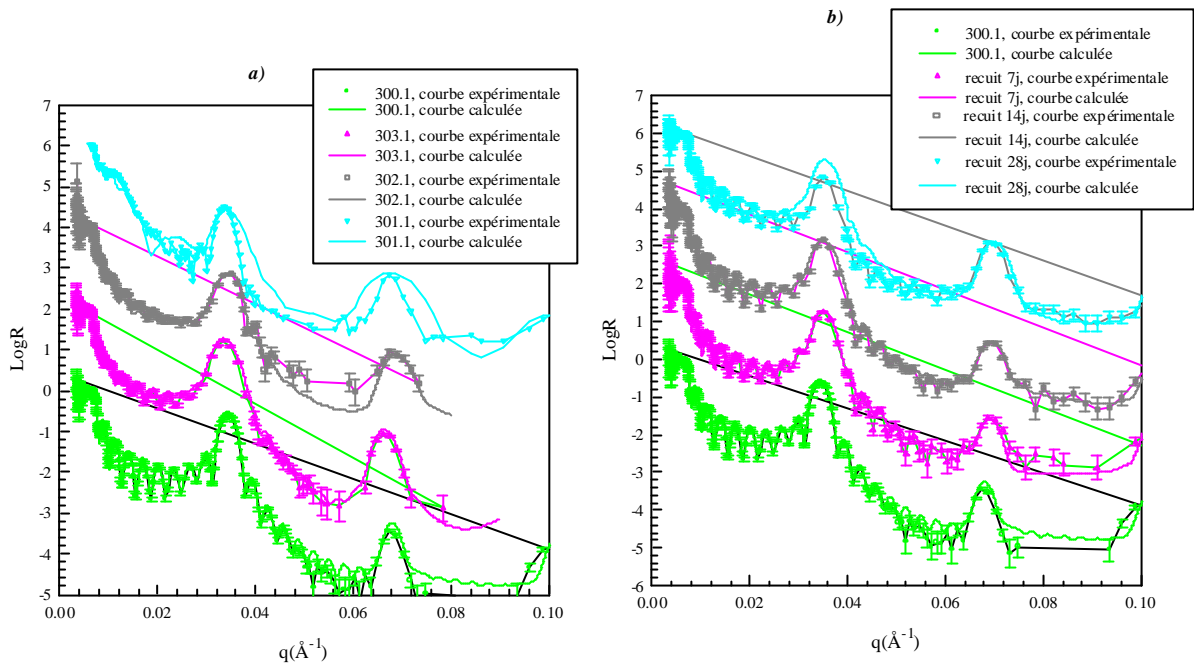 a)
300.1, courbe expérimentale
300.1, courbe calculée
303.1, courbe expérimentale
303.1, courbe calculée
302.1, courbe expérimentale
302.1, courbe calculée
301.1, courbe expérimentale
301.1, courbe calculée
7
6
5
4
3
2
1
0
-1
-2
-3
-4
-5
LogR
0.00
0.02
0.04
0.06
0.08
0.10
q(Å-1)
b)
300.1, courbe expérimentale
300.1, courbe calculée
recuit 7j, courbe expérimentale
recuit 7j, courbe calculée
recuit 14j, courbe expérimentale
recuit 14j, courbe calculée
recuit 28j, courbe expérimentale
recuit 28j, courbe calculée
7
6
5
4
3
2
1
0
-1
-2
-3
-4
-5
-6
LogR
0.00
0.02
0.04
0.06
0.08
0.10
q(Å-1)